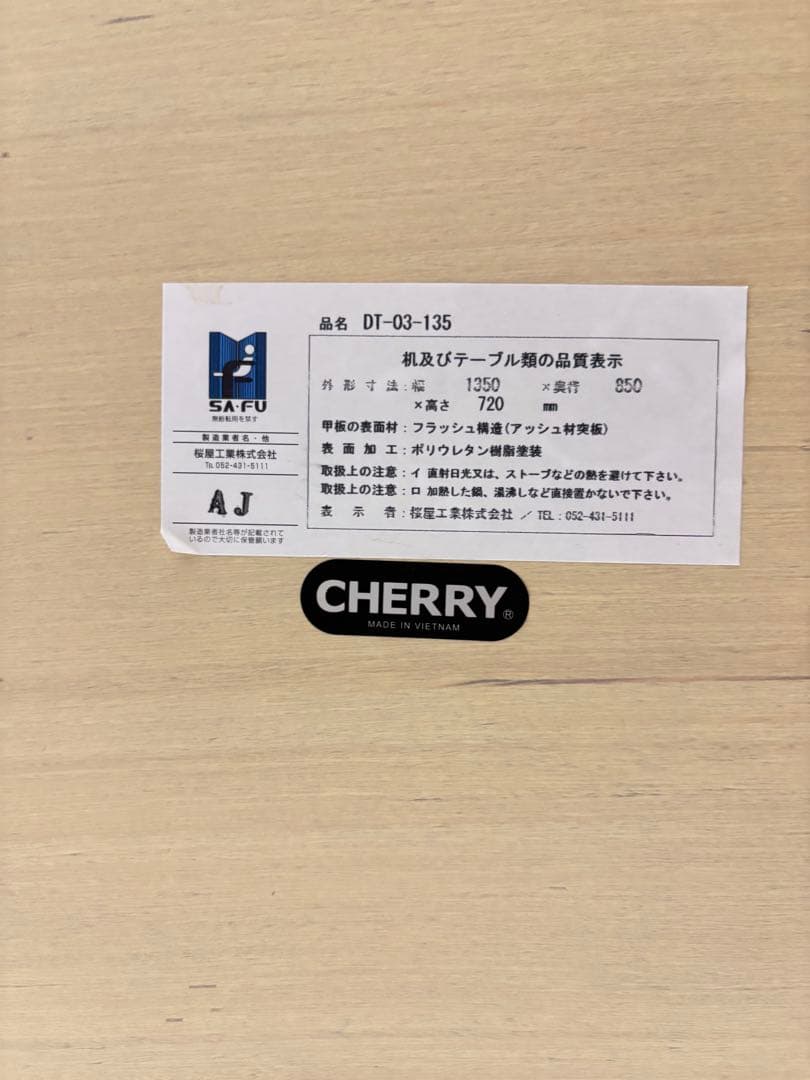 品名 DT-03-135
SA・FU
無断転用を禁ず
製造業者名・他
桜屋工業株式会社
TEL 052-431-5111
AJ
製造業者社名等が記載されて
いるので大切に保管願います
机及びテーブル類の品質表示
外形寸法：幅 1350 ×奥行 850
×高さ 720 mm
甲板の表面材：フラッシュ構造(アッシュ材突板)
表面加工：ポリウレタン樹脂塗装
取扱上の注意：イ 直射日光又は、ストーブなどの熱を避けて下さい。
取扱上の注意：ロ 加熱した鍋、湯沸しなど直接置かないで下さい。
表示者：桜屋工業株式会社 ／ TEL：052-431-5111
CHERRY®
MADE IN VIETNAM